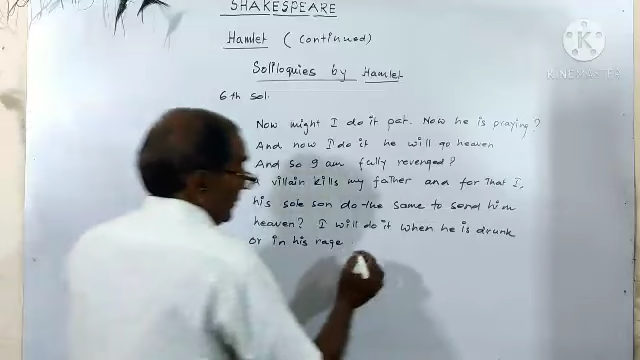 SHAKESPEARE
Hamlet (Continued)
Soliloquies by Hamlet
6th sol.
Now might I do it pat. Now he is praying?
And now I do it he will go heaven
And so I am fully revenged?
A villain kills my father and for that I,
his sole son do the same to send him
heaven? I will do it when he is drunk
or in his rage
K
KINEMASTER